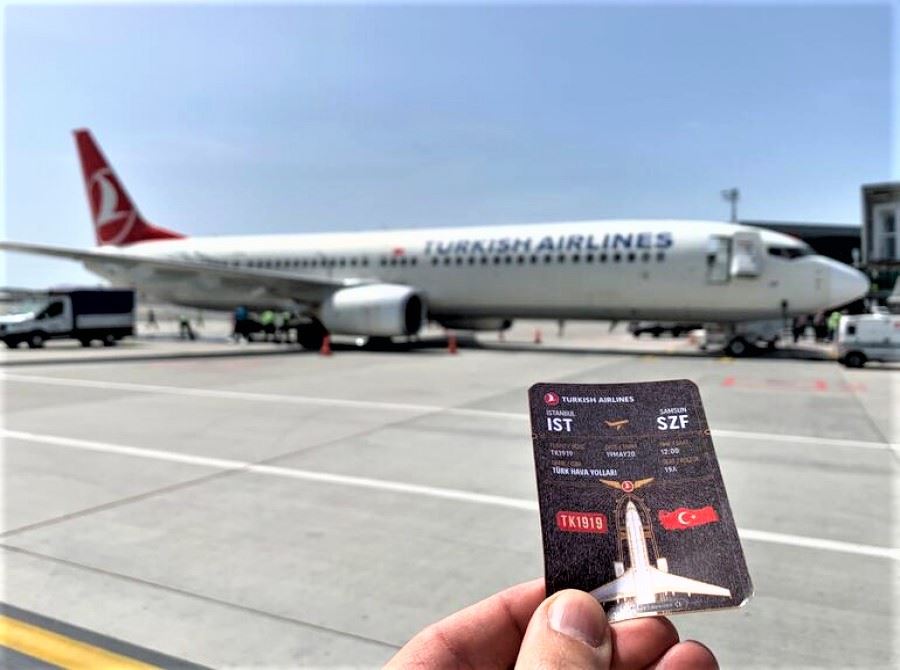 TURKISH AIRLINES
TURKISH AIRLINES
ISTANBUL
SAMSUN
IST
SZF
TK1919
19MAY20
12:00
19A
TÜRK HAVA YOLLARI
TK1919